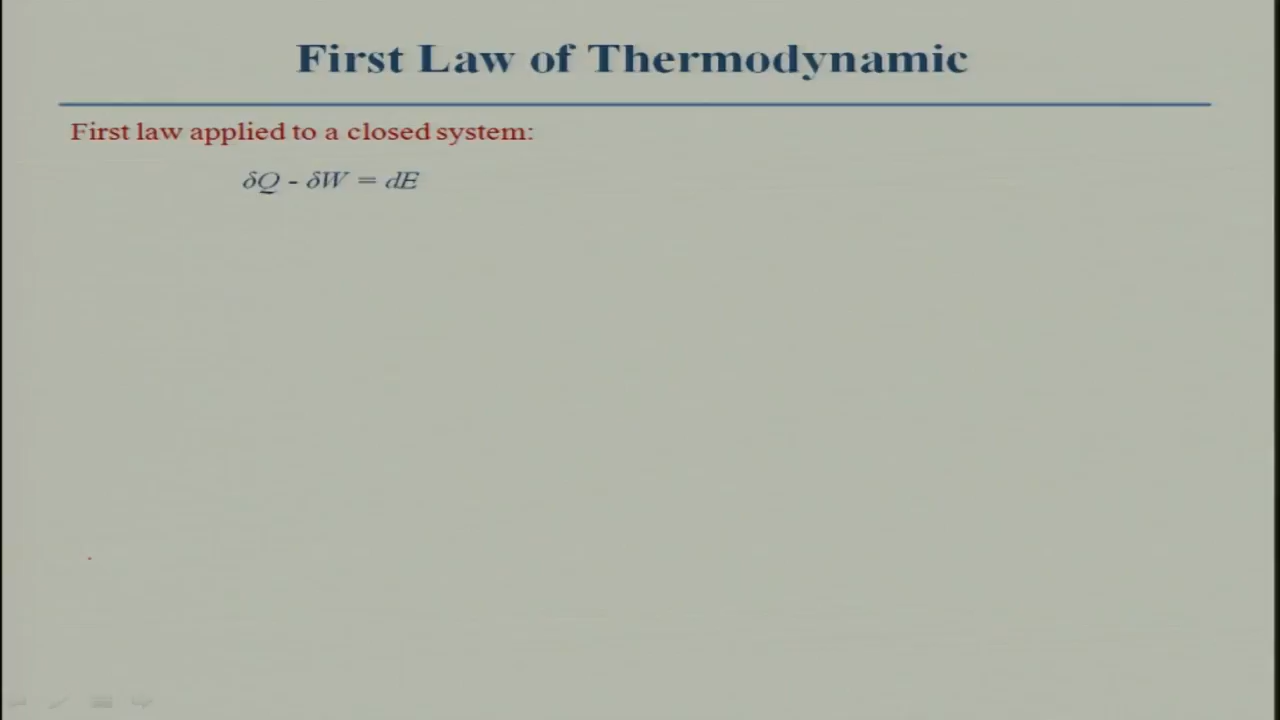 First Law of Thermodynamic
First law applied to a closed system:
δQ - δW = dE